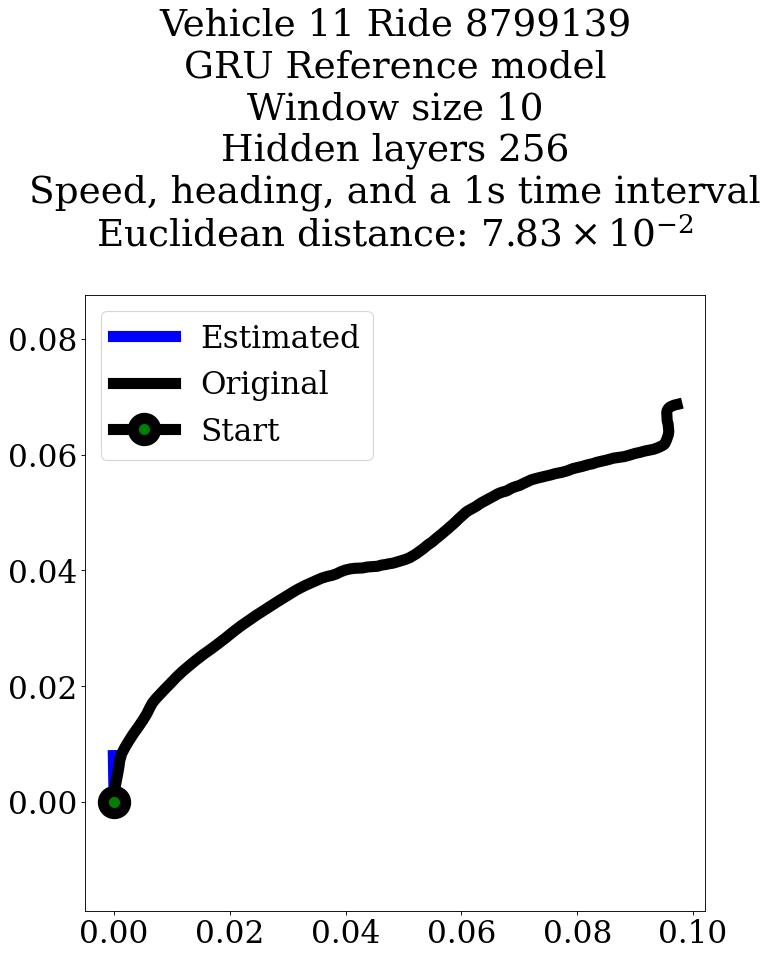 Vehicle 11 Ride 8799139
GRU Reference model
Window size 10
Hidden layers 256
Speed, heading, and a 1s time interval
Euclidean distance: 7.83 × 10⁻²
Estimated
Original
Start
0.08
0.06
0.04
0.02
0.00
0.00 0.02 0.04 0.06 0.08 0.10